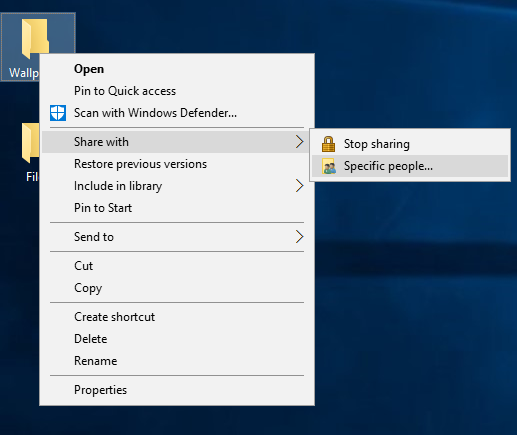 Wallp
Fil
Open
Pin to Quick access
Scan with Windows Defender...
Share with
Restore previous versions
Include in library
Pin to Start
Send to
Cut
Copy
Create shortcut
Delete
Rename
Properties
Stop sharing
Specific people...